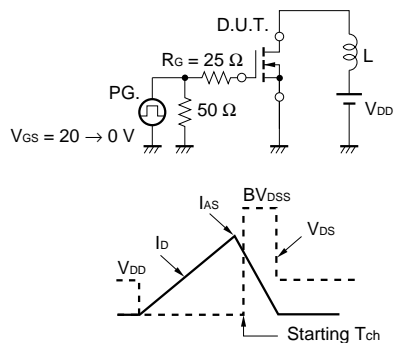 D.U.T.
RG = 25 Ω
PG.
50 Ω
L
VDD
VGS = 20 → 0 V
BVDSS
IAS
ID
VDS
VDD
Starting Tch